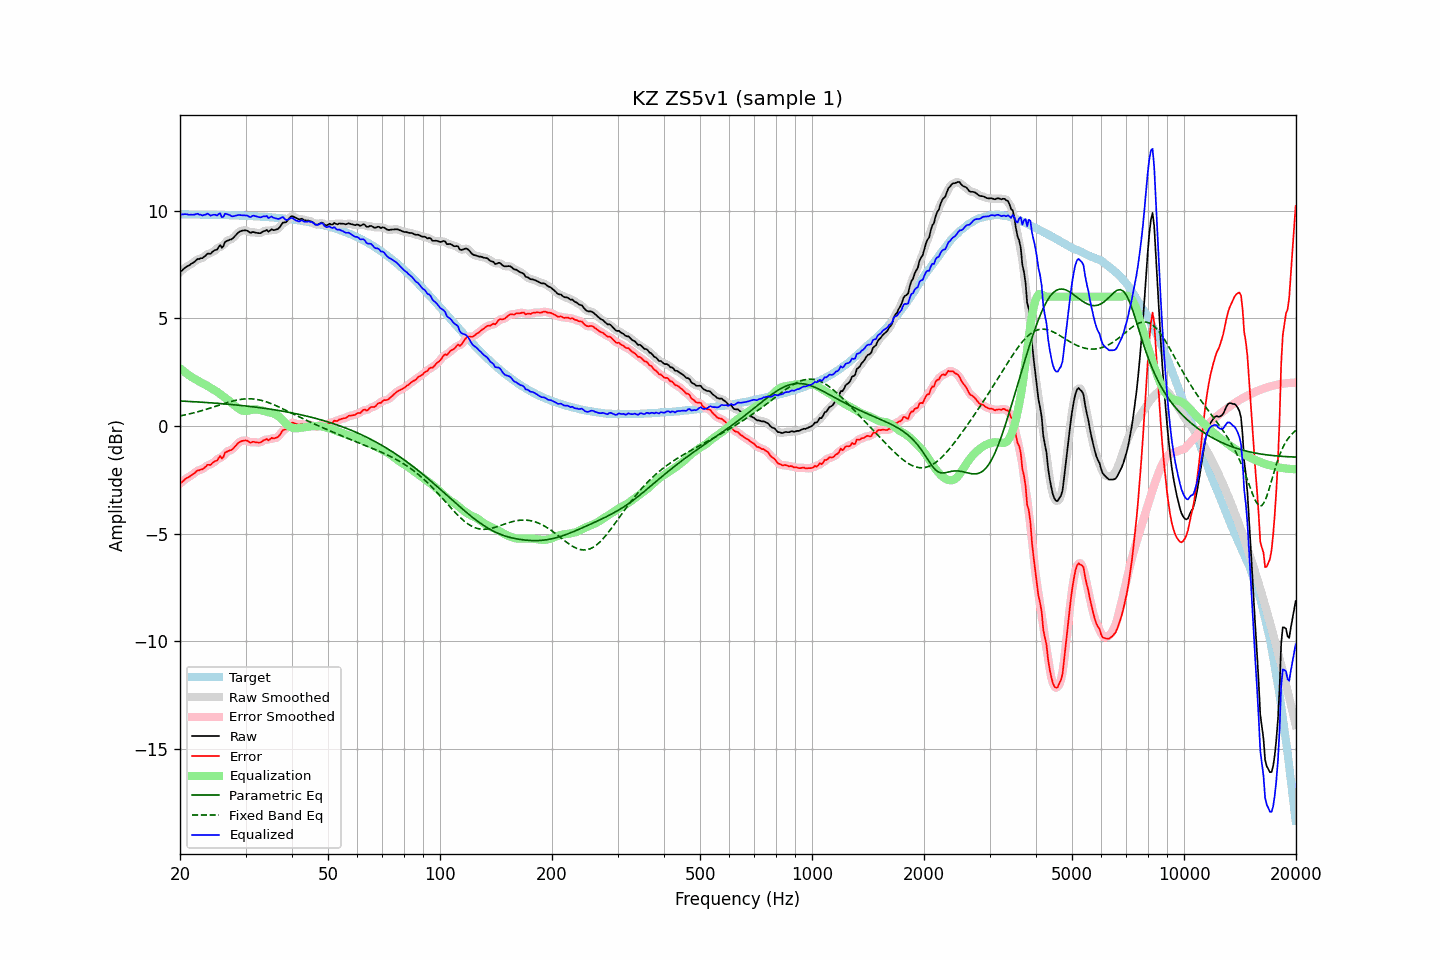 KZ ZS5v1 (sample 1)
Amplitude (dBr)
10
5
0
−5
−10
−15
Target
Raw Smoothed
Error Smoothed
Raw
Error
Equalization
Parametric Eq
Fixed Band Eq
Equalized
20 50 100 200 500 1000 2000 5000 10000 20000
Frequency (Hz)